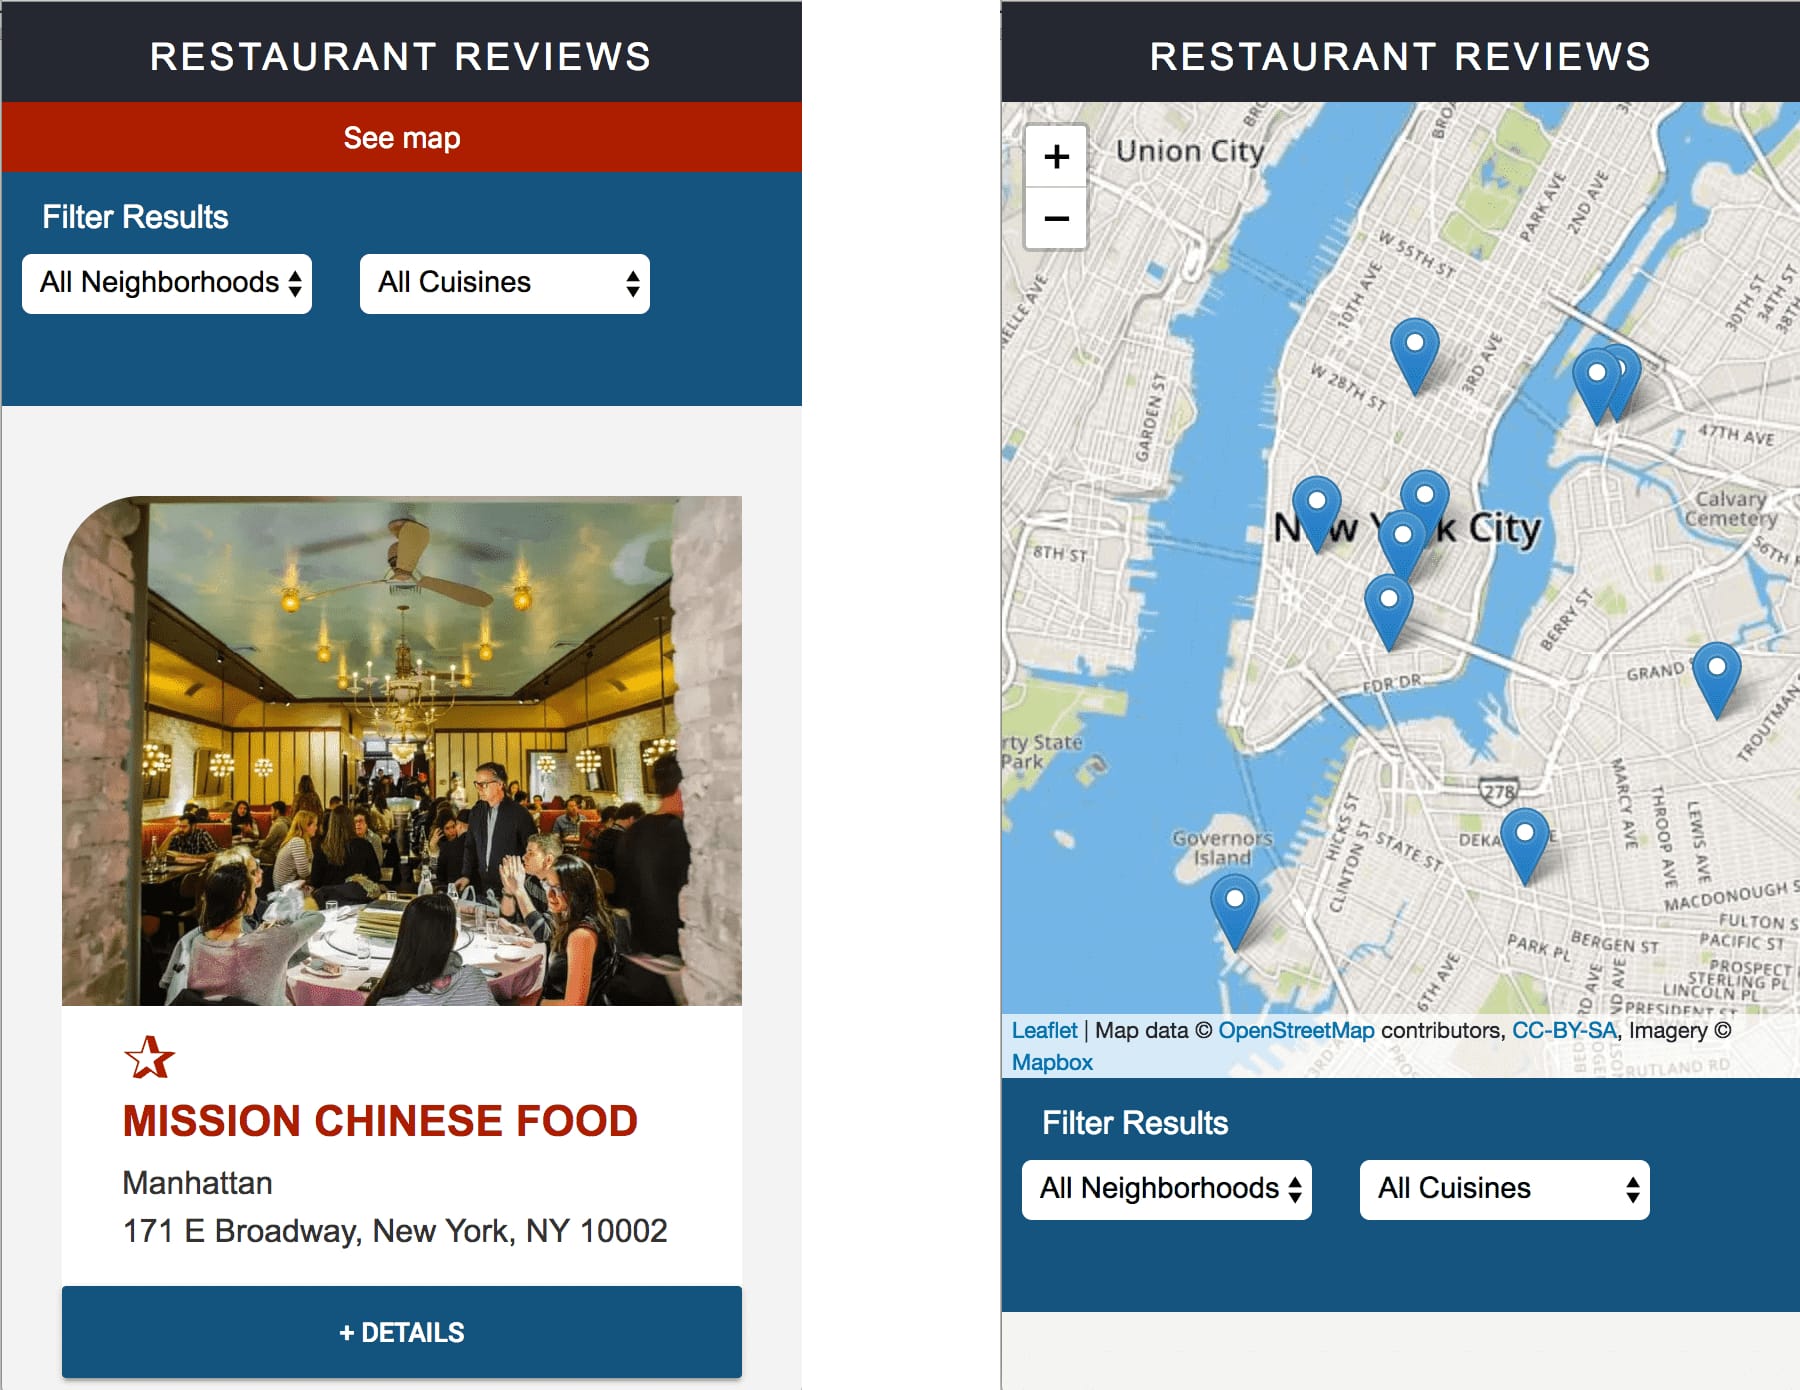 RESTAURANT REVIEWS
See map
Filter Results
All Neighborhoods
All Cuisines
MISSION CHINESE FOOD
Manhattan
171 E Broadway, New York, NY 10002
+ DETAILS
RESTAURANT REVIEWS
+
−
Union City
PARK AVE
2ND AVE
W 55TH ST
10TH AVE
30TH ST
34TH ST
3RD AVE
W 28TH ST
GARDEN ST
47TH AVE
Calvary
Cemetery
City
8TH ST
BERRY ST
GRAND
FDR DR
TROUTMAN
rty State
Park
278
MARCY AVE
THROOP AVE
LEWIS AVE
HICKS ST
CLINTON ST
STATE ST
Governors
Island
DEKA
MACDONOUGH S
FULTON S
PACIFIC ST
BERGEN ST
PARK PL
PROSPECT
STERLING PL
LINCOLN PL
PRESIDENT ST
6TH AVE
RUTLAND RD
Leaflet | Map data © OpenStreetMap contributors, CC-BY-SA, Imagery ©
Mapbox
Filter Results
All Neighborhoods
All Cuisines